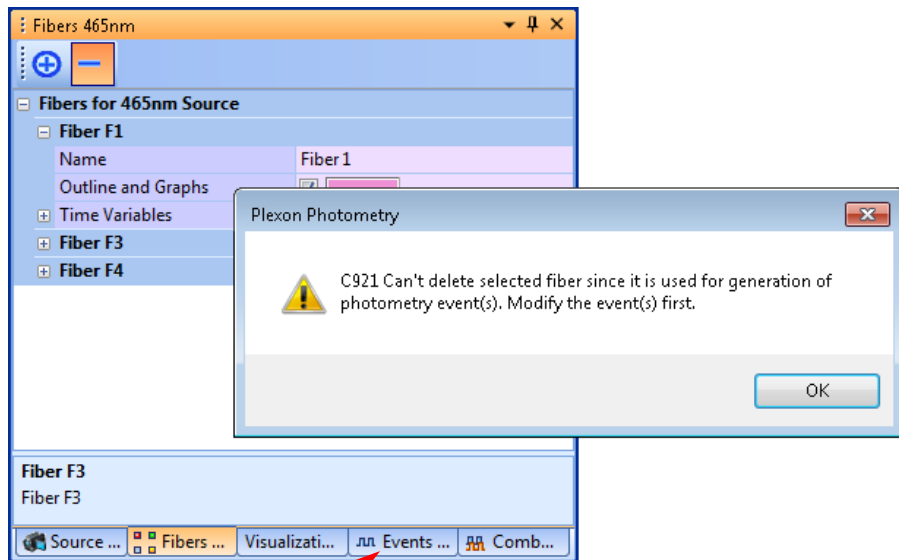 Fibers 465nm
Fibers for 465nm Source
Fiber F1
Name Fiber 1
Outline and Graphs
Time Variables
Fiber F3
Fiber F4
Plexon Photometry
C921 Can't delete selected fiber since it is used for generation of
photometry event(s). Modify the event(s) first.
OK
Fiber F3
Fiber F3
Source ... Fibers ... Visualizati... Events ... Comb...